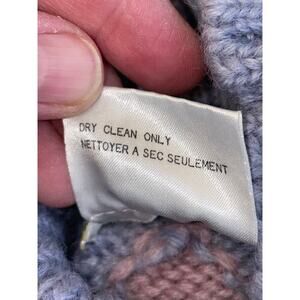 DRY CLEAN ONLY
NETTOYER A SEC SEULEMENT